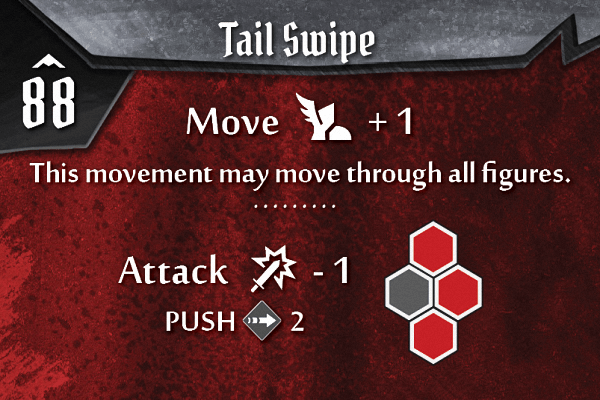 Tail Swipe
88
Move + 1
This movement may move through all figures.
Attack - 1
PUSH 2